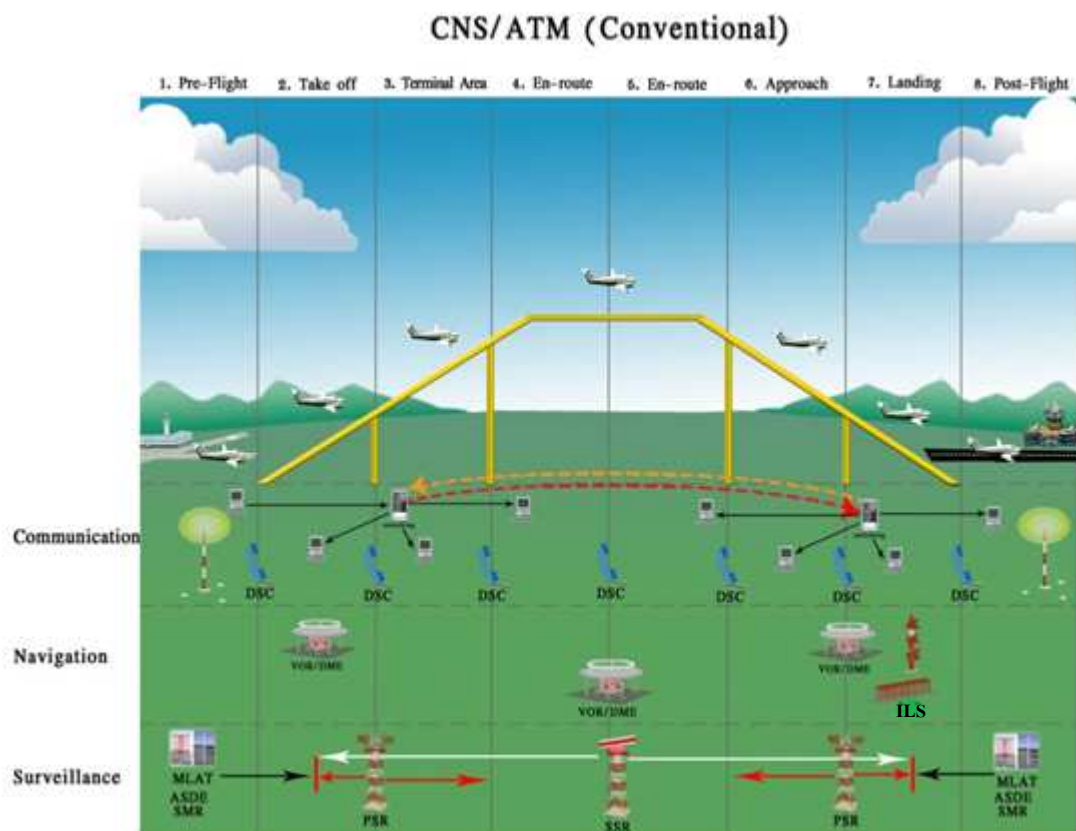 CNS/ATM (Conventional)
1. Pre-Flight 2. Take off 3. Terminal Area 4. En-route 5. En-route 6. Approach 7. Landing 8. Post-Flight
Communication
DSC DSC DSC DSC DSC DSC DSC
Navigation
VOR/DME VOR/DME VOR/DME ILS
Surveillance
MLAT
ASDE
SMR
PSR SSR PSR
MLAT
ASDE
SMR